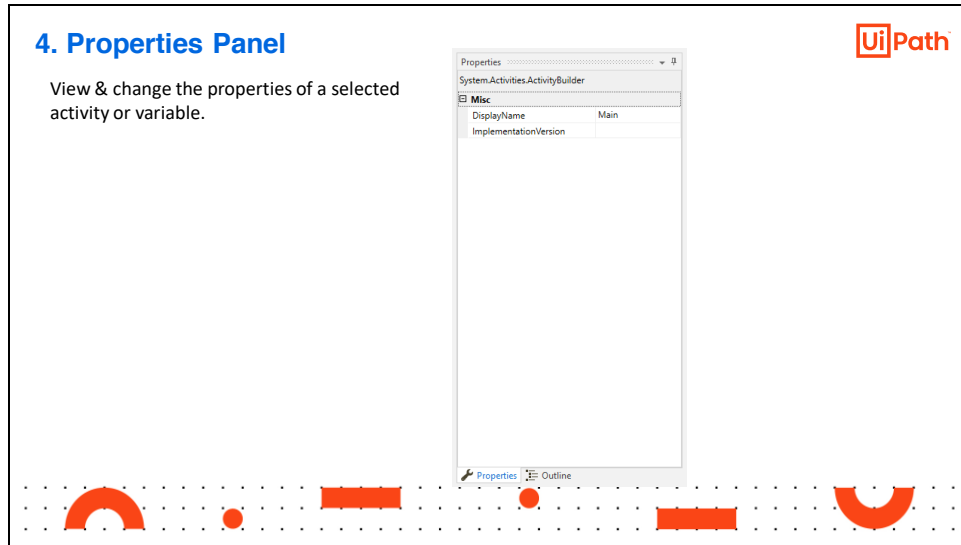 4. Properties Panel
UiPath
View & change the properties of a selected
activity or variable.
Properties
System.Activities.ActivityBuilder
Misc
DisplayName Main
ImplementationVersion
Properties Outline